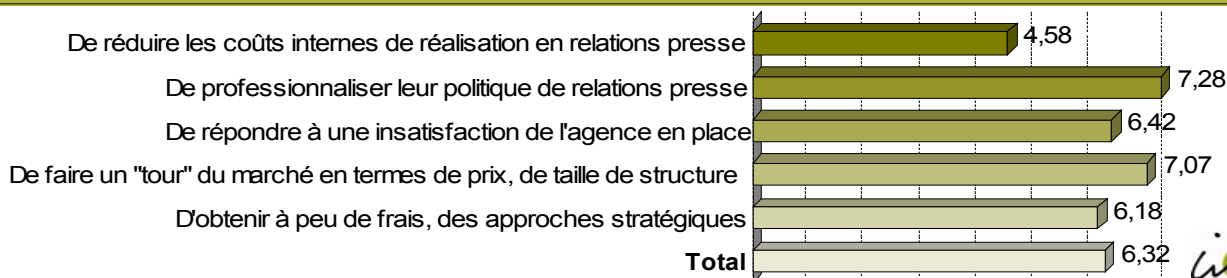 De réduire les coûts internes de réalisation en relations presse 4,58
De professionnaliser leur politique de relations presse 7,28
De répondre à une insatisfaction de l'agence en place 6,42
De faire un "tour" du marché en termes de prix, de taille de structure 7,07
D'obtenir à peu de frais, des approches stratégiques 6,18
Total 6,32